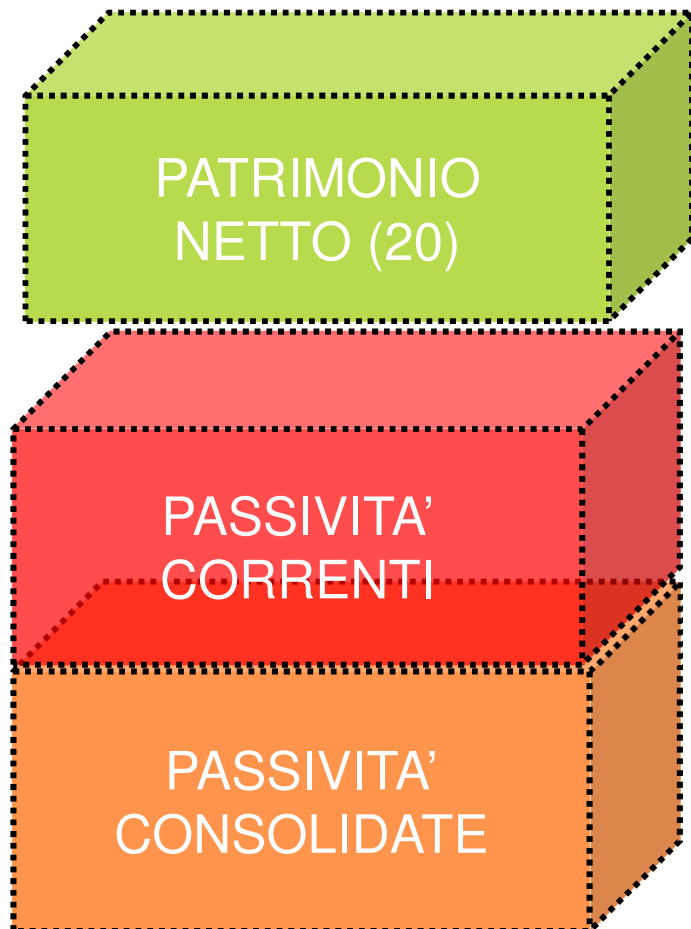 PATRIMONIO
NETTO (20)
PASSIVITA’
CORRENTI
PASSIVITA’
CONSOLIDATE